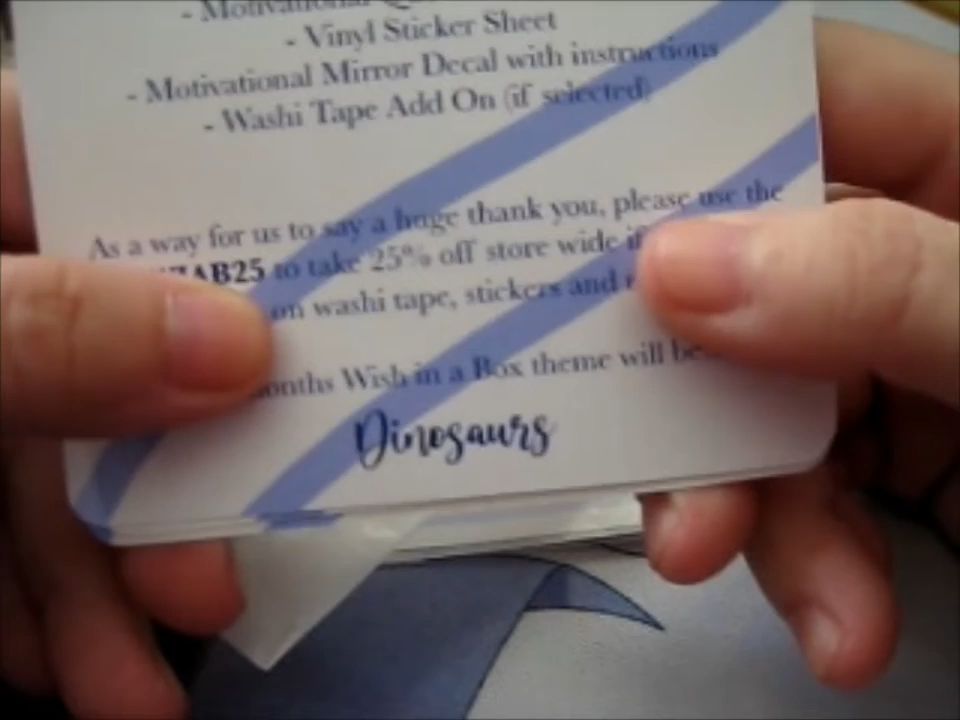 - Motivational
- Vinyl Sticker Sheet
- Motivational Mirror Decal with instructions
- Washi Tape Add On (if selected)
As a way for us to say a huge thank you, please use the
to take 25% off store wide if
on washi tape, stickers and
Wish in a Box theme will be
Dinosaurs